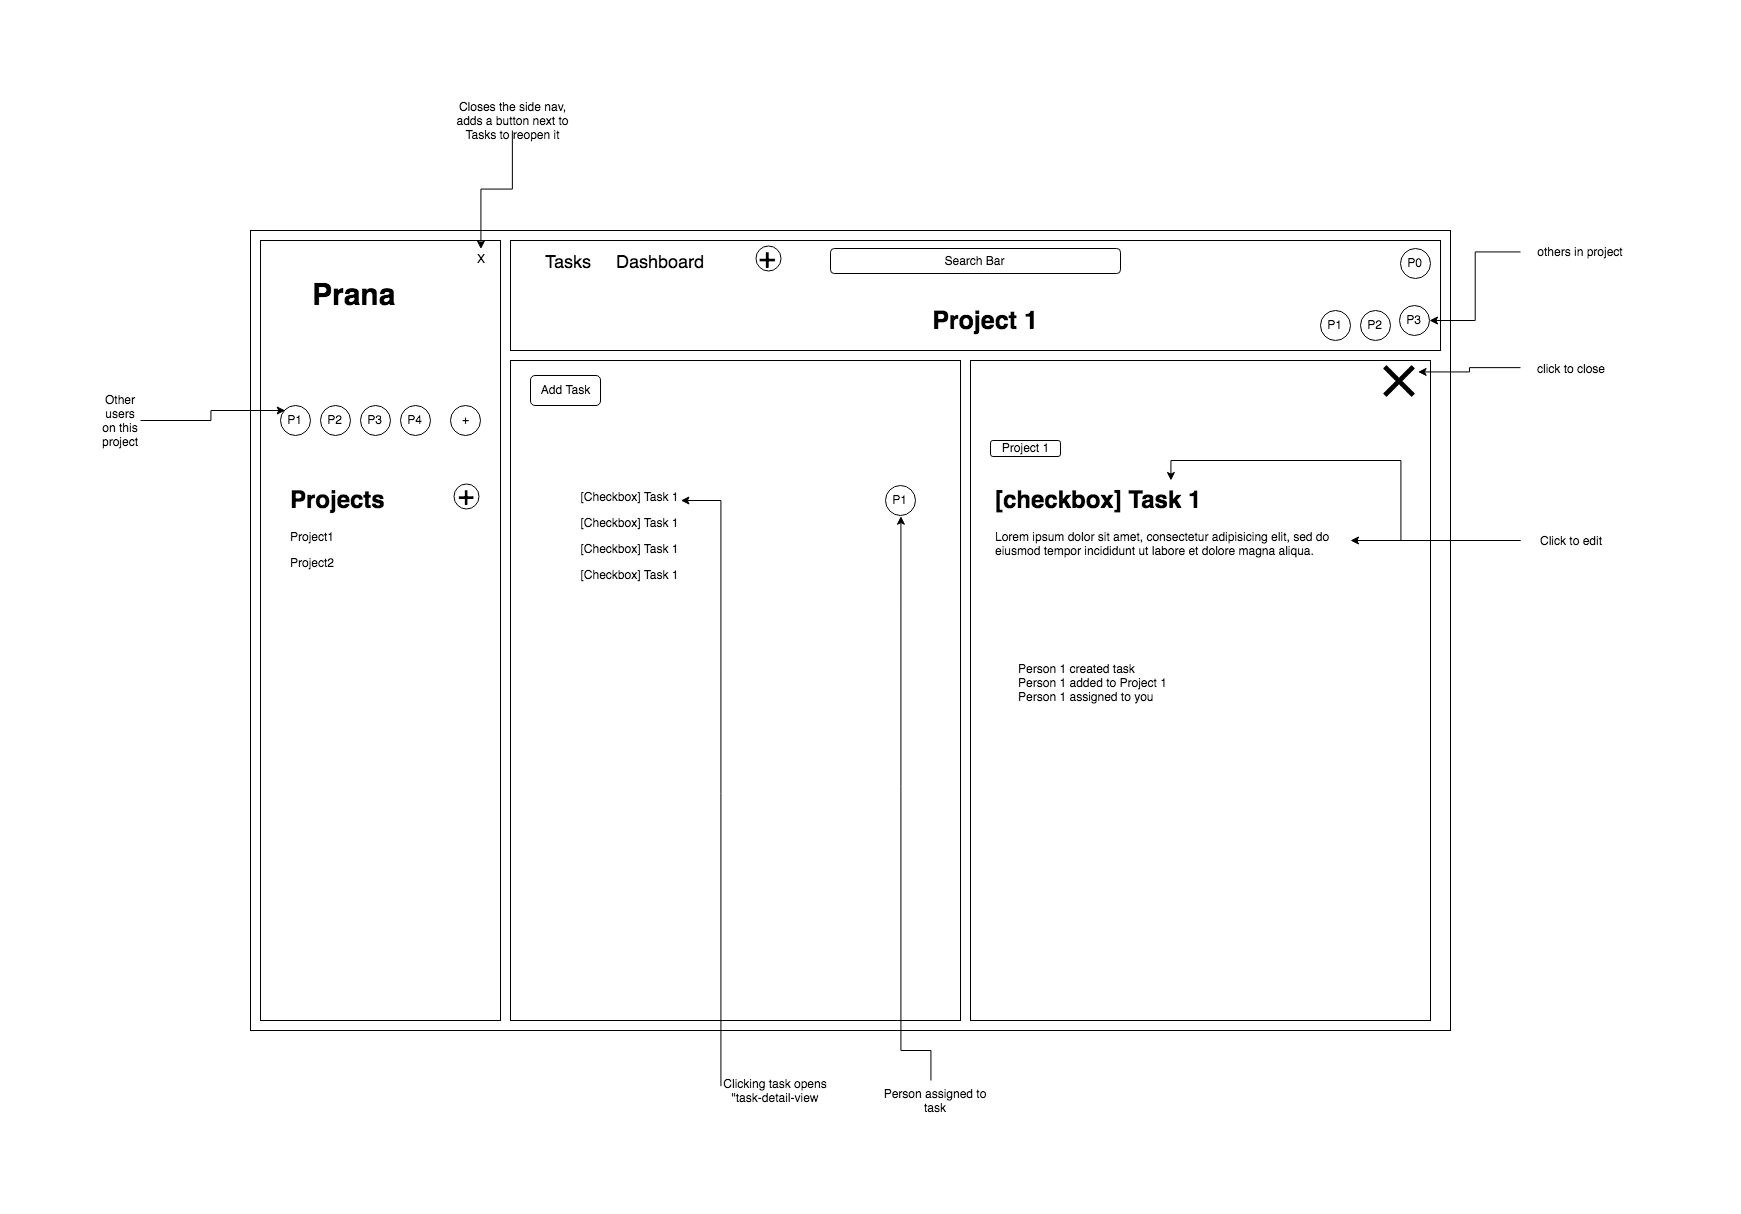 Closes the side nav,
adds a button next to
Tasks to reopen it
X
Prana
Tasks
Dashboard
+
Search Bar
P0
others in project
Project 1
P1
P2
P3
click to close
Other
users
on this
project
P1
P2
P3
P4
+
Projects
+
Project1
Project2
Add Task
[Checkbox] Task 1
[Checkbox] Task 1
[Checkbox] Task 1
[Checkbox] Task 1
P1
Project 1
[checkbox] Task 1
Lorem ipsum dolor sit amet, consectetur adipisicing elit, sed do
eiusmod tempor incididunt ut labore et dolore magna aliqua.
Click to edit
Person 1 created task
Person 1 added to Project 1
Person 1 assigned to you
Clicking task opens
"task-detail-view
Person assigned to
task